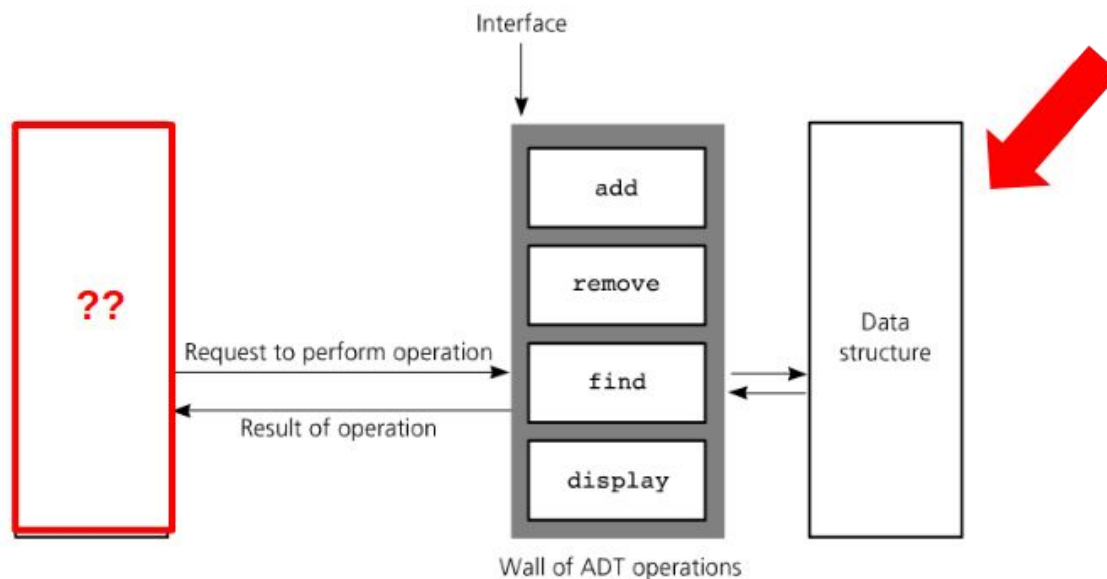 Interface
add
remove
??
Data
structure
Request to perform operation
find
Result of operation
display
Wall of ADT operations